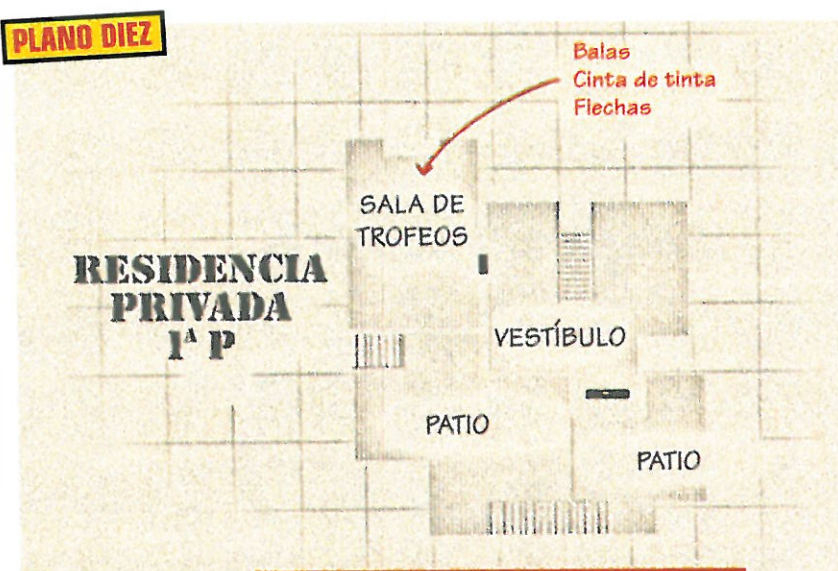 PLANO DIEZ
Balas
Cinta de tinta
Flechas
SALA DE
TROFEOS
RESIDENCIA
PRIVADA
1ª P
VESTÍBULO
PATIO
PATIO